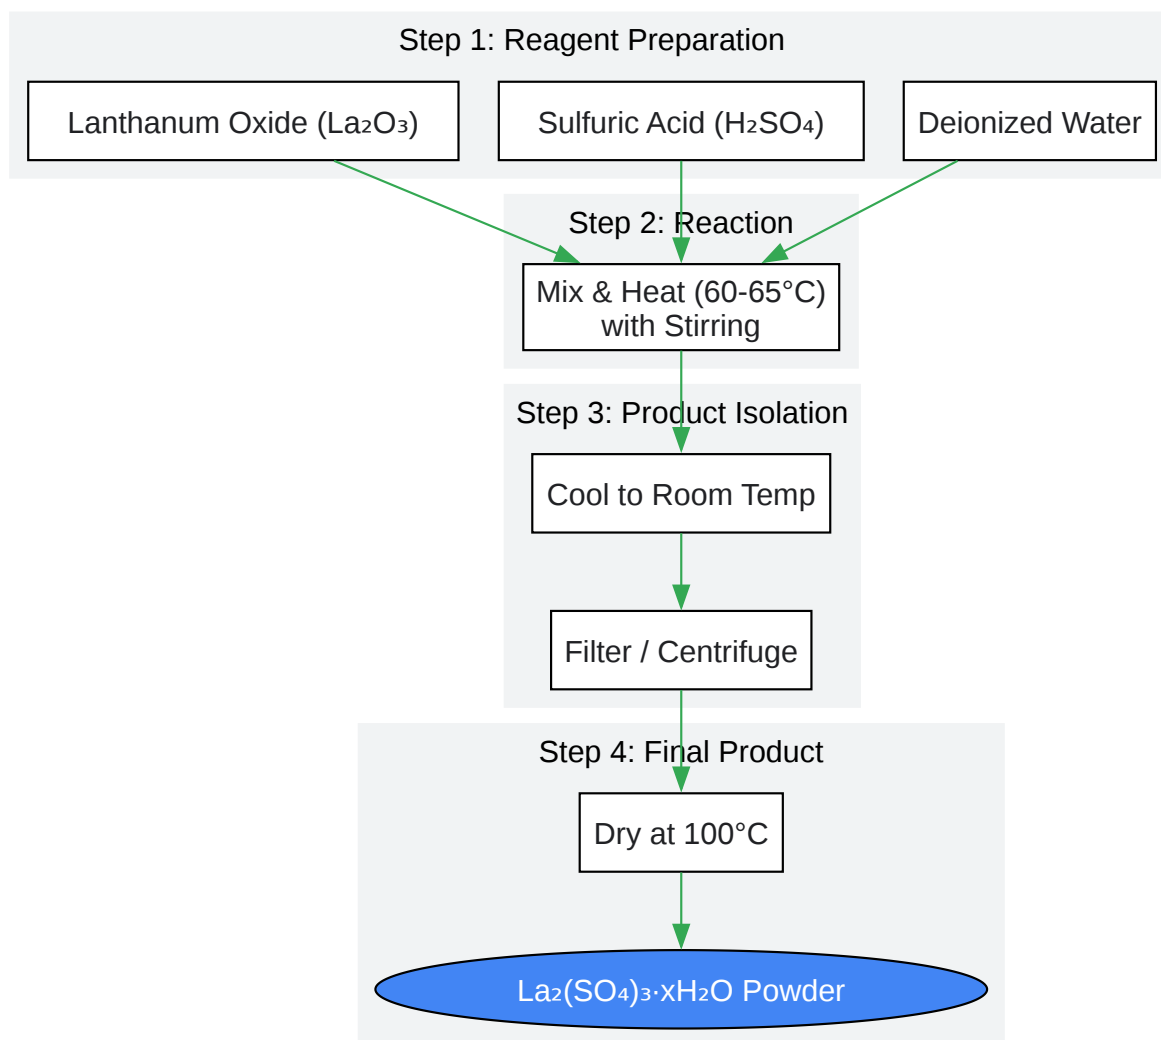 Step 1: Reagent Preparation
Lanthanum Oxide (La₂O₃)
Sulfuric Acid (H₂SO₄)
Deionized Water
Step 2: Reaction
Mix & Heat (60-65°C)
with Stirring
Step 3: Product Isolation
Cool to Room Temp
Filter / Centrifuge
Step 4: Final Product
Dry at 100°C
La₂(SO₄)₃·xH₂O Powder